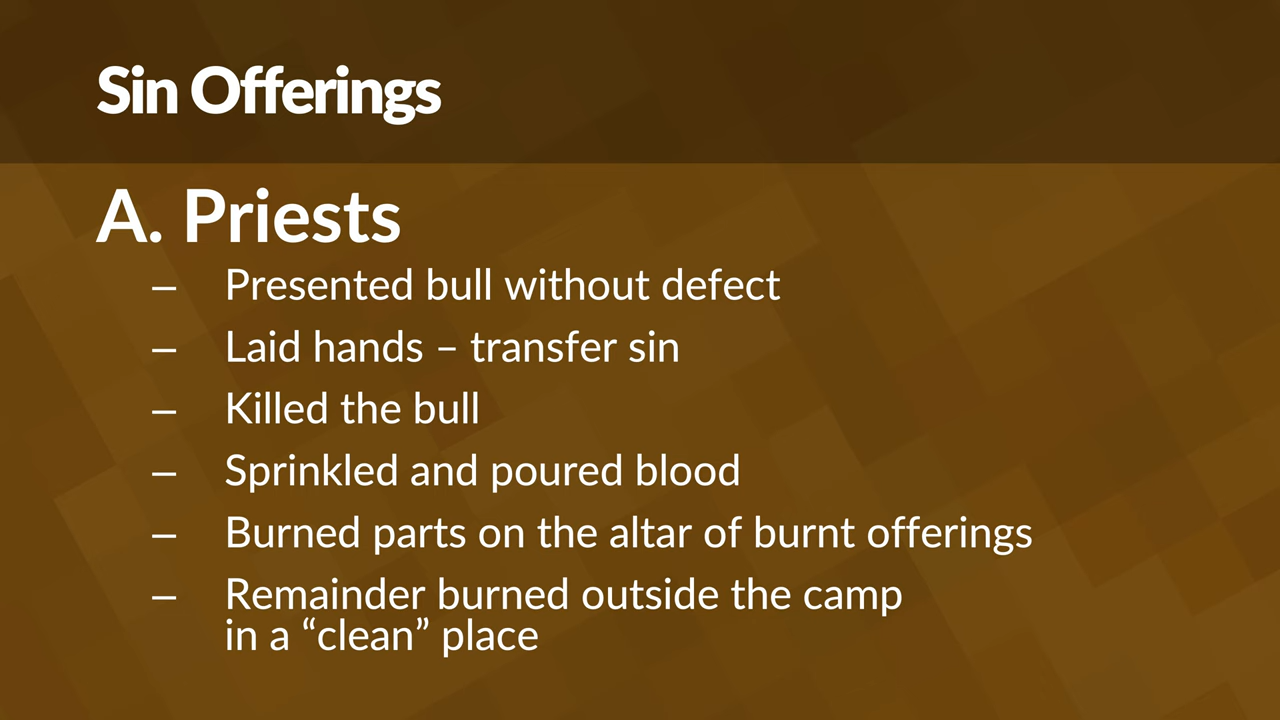 Sin Offerings
A. Priests
– Presented bull without defect
– Laid hands – transfer sin
– Killed the bull
– Sprinkled and poured blood
– Burned parts on the altar of burnt offerings
– Remainder burned outside the camp
in a “clean” place